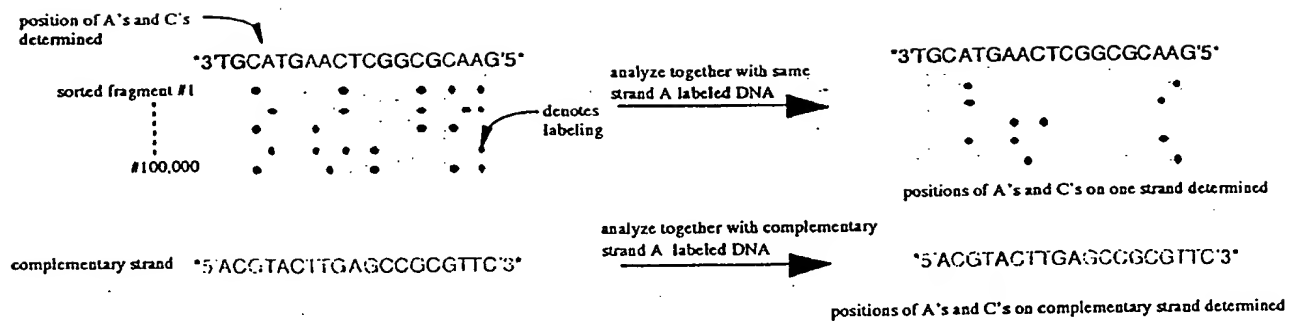 position of A's and C's
determined
"3'TGCATGAACTCGGCGCAAG'5"
sorted fragment #1
#100,000
denotes
labeling
analyze together with same
strand A labeled DNA
"3'TGCATGAACTCGGCGCAAG'5"
positions of A's and C's on one strand determined
complementary strand
"5'ACGTACTTGAGCCGCGTTC'3"
analyze together with complementary
strand A labeled DNA
"5'ACGTACTTGAGCCGCGTTC'3"
positions of A's and C's on complementary strand determined